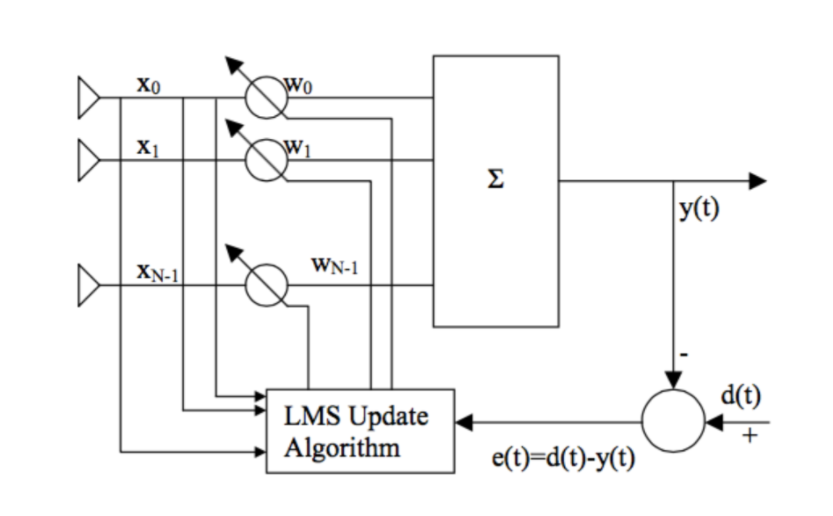 x0
w0
x1
w1
Σ
y(t)
xN-1
wN-1
-
d(t)
+
LMS Update
Algorithm
e(t)=d(t)-y(t)